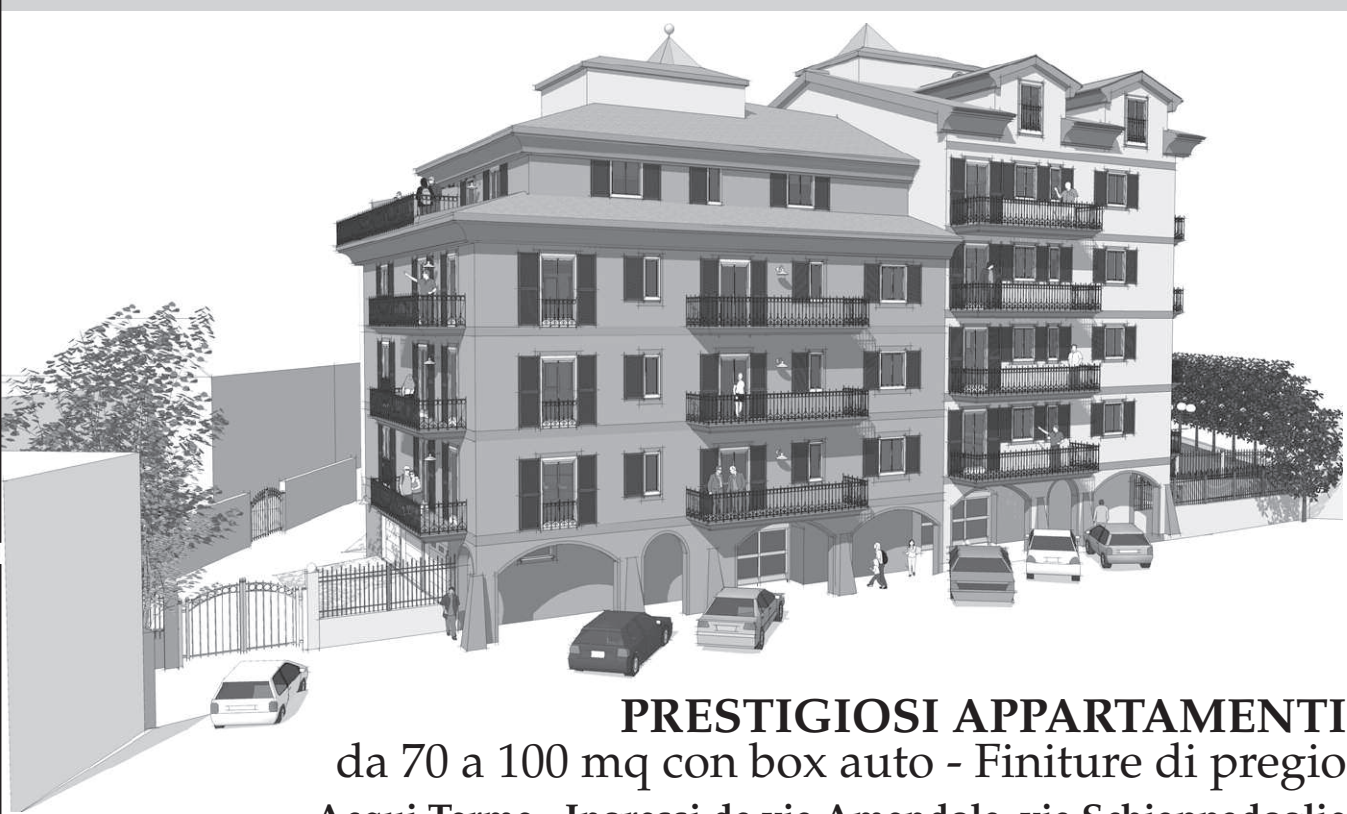 PRESTIGIOSI APPARTAMENTI
da 70 a 100 mq con box auto - Finiture di pregio
Acqui Terme - Ingressi da via Amendola, via Schiappadoglie